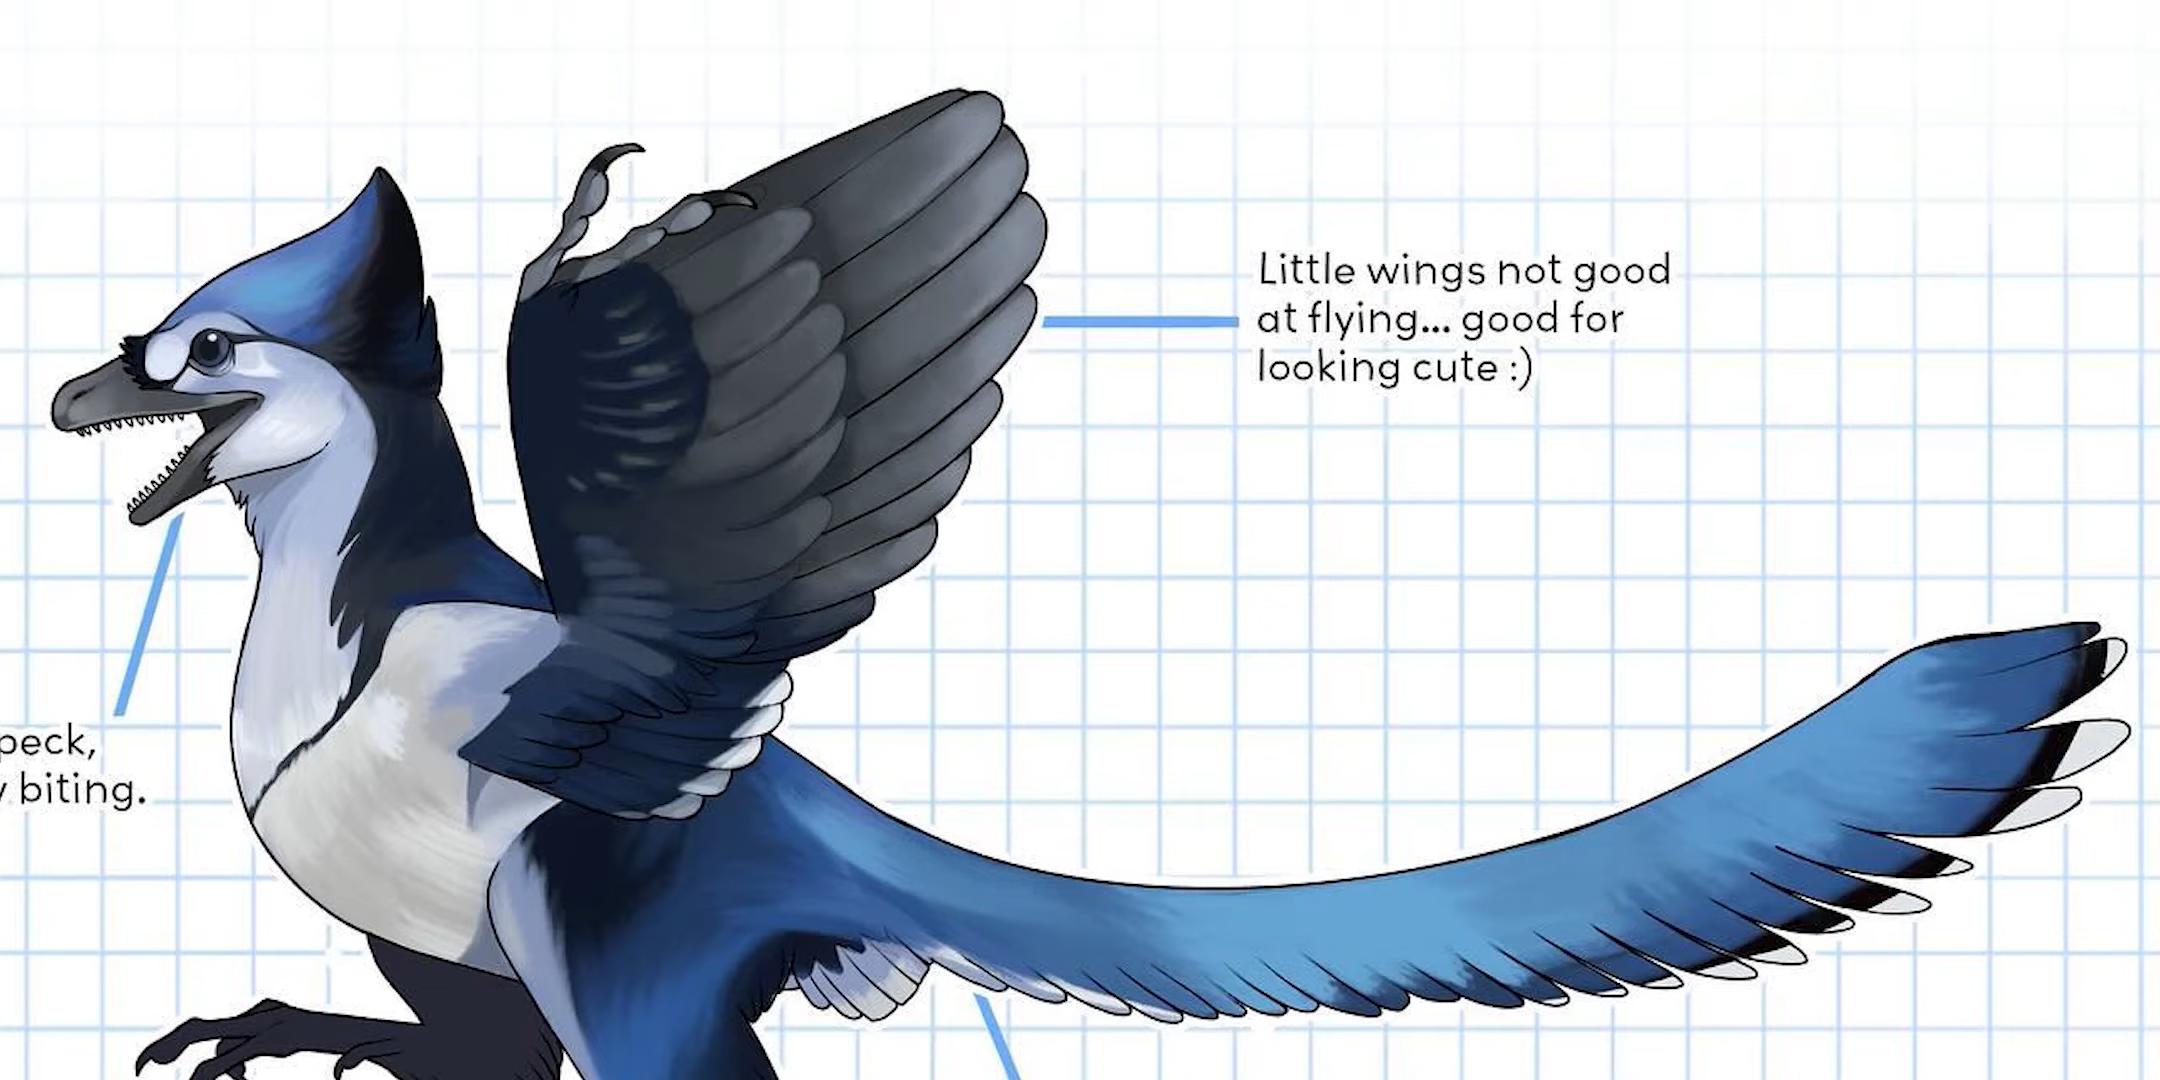 Little wings not good
at flying... good for
looking cute :)
peck,
biting.